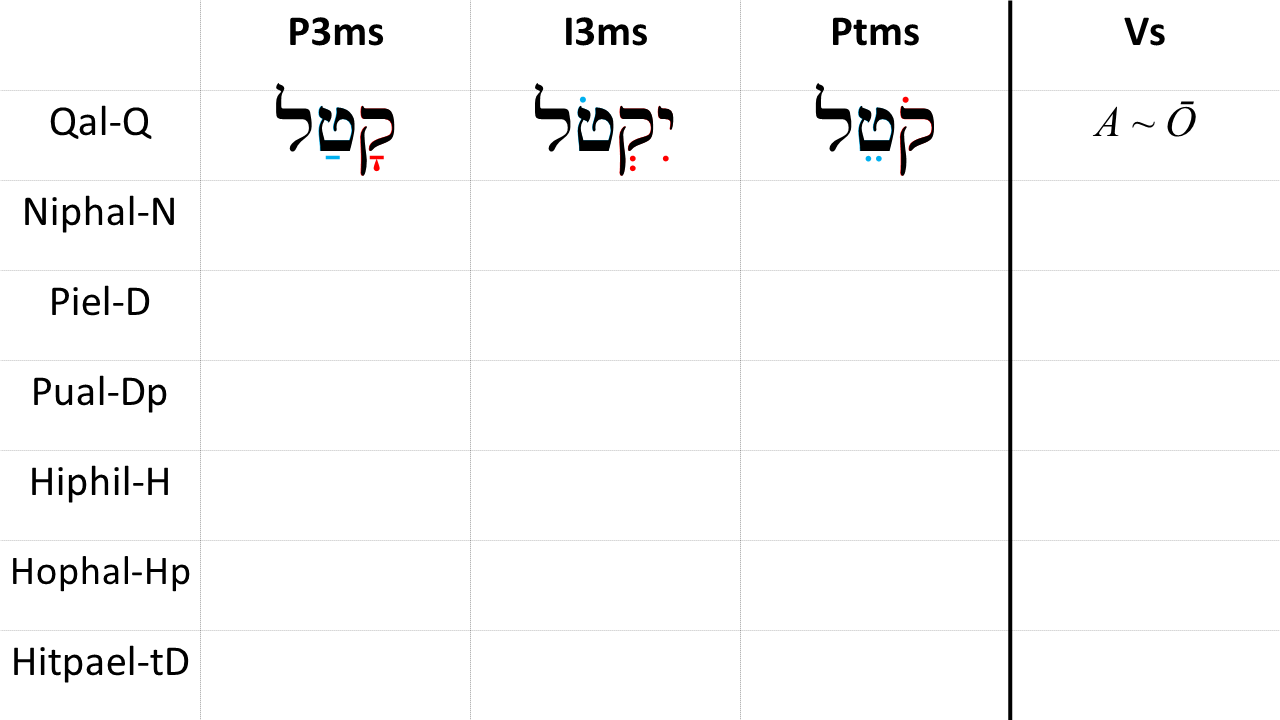 P3ms I3ms Ptms Vs
Qal-Q קָטַל יִקְטֹל קֹטֵל A ~ Ō
Niphal-N
Piel-D
Pual-Dp
Hiphil-H
Hophal-Hp
Hitpael-tD